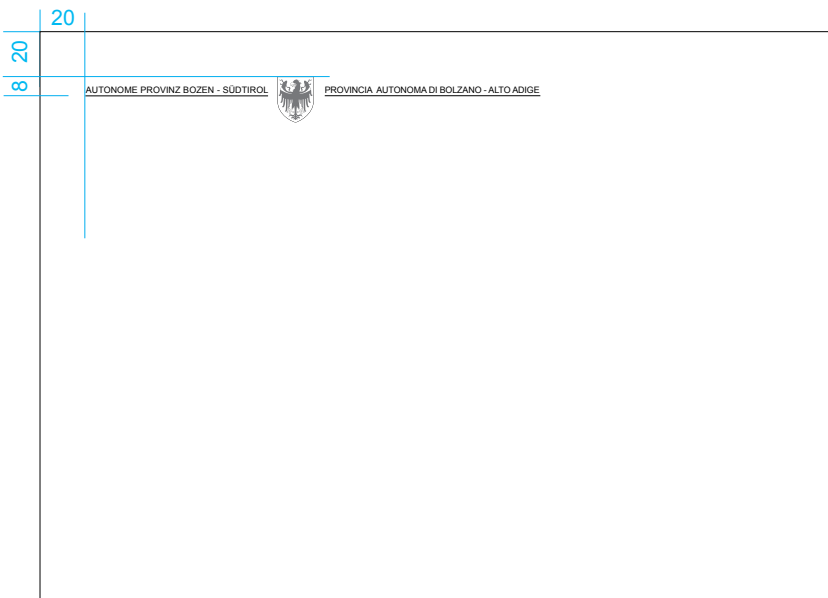 20
20
8
AUTONOME PROVINZ BOZEN - SÜDTIROL PROVINCIA AUTONOMA DI BOLZANO - ALTO ADIGE